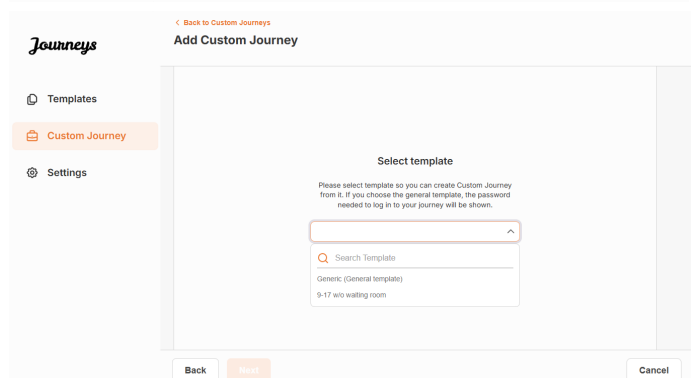 Journeys
Templates
Custom Journey
Settings
Back to Custom Journeys
Add Custom Journey
Select template
Please select template so you can create Custom Journey
from it. If you choose the general template, the password
needed to log in to your journey will be shown.
Search Template
Generic (General template)
9-17 w/o waiting room
Back
Next
Cancel